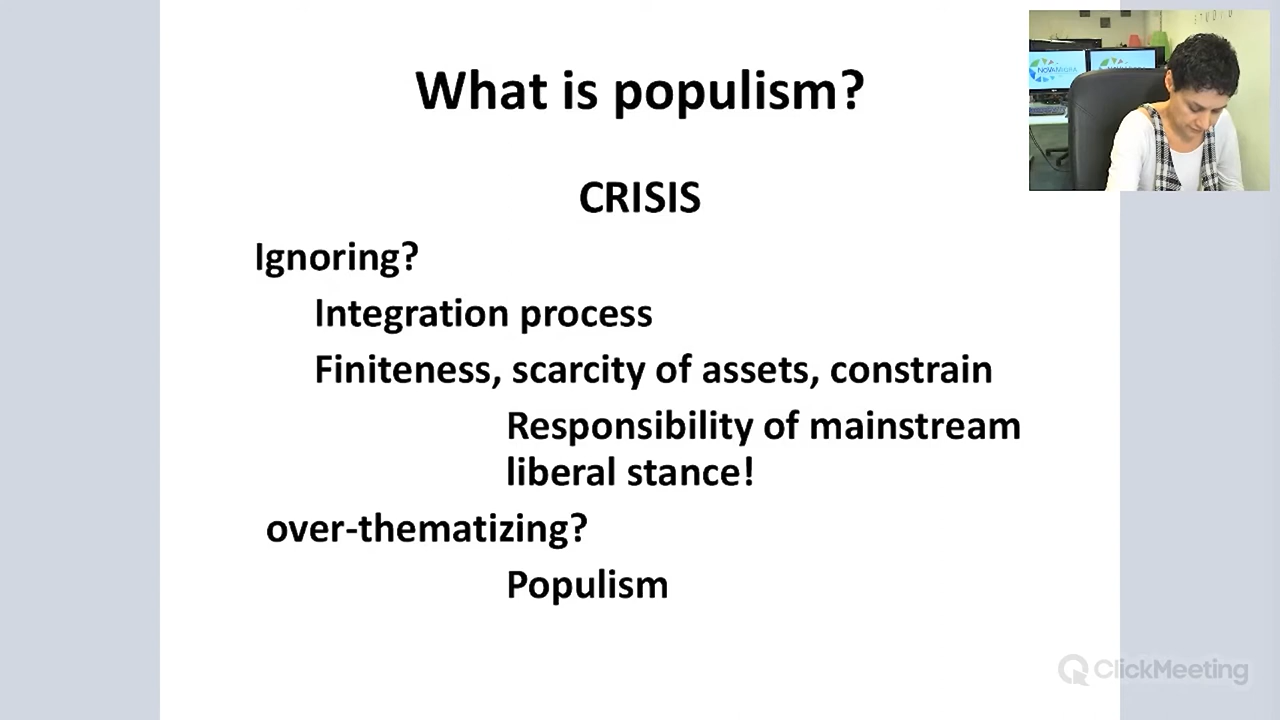 What is populism?
CRISIS
Ignoring?
Integration process
Finiteness, scarcity of assets, constrain
Responsibility of mainstream
liberal stance!
over-thematizing?
Populism
NOVAMIGRA
ClickMeeting